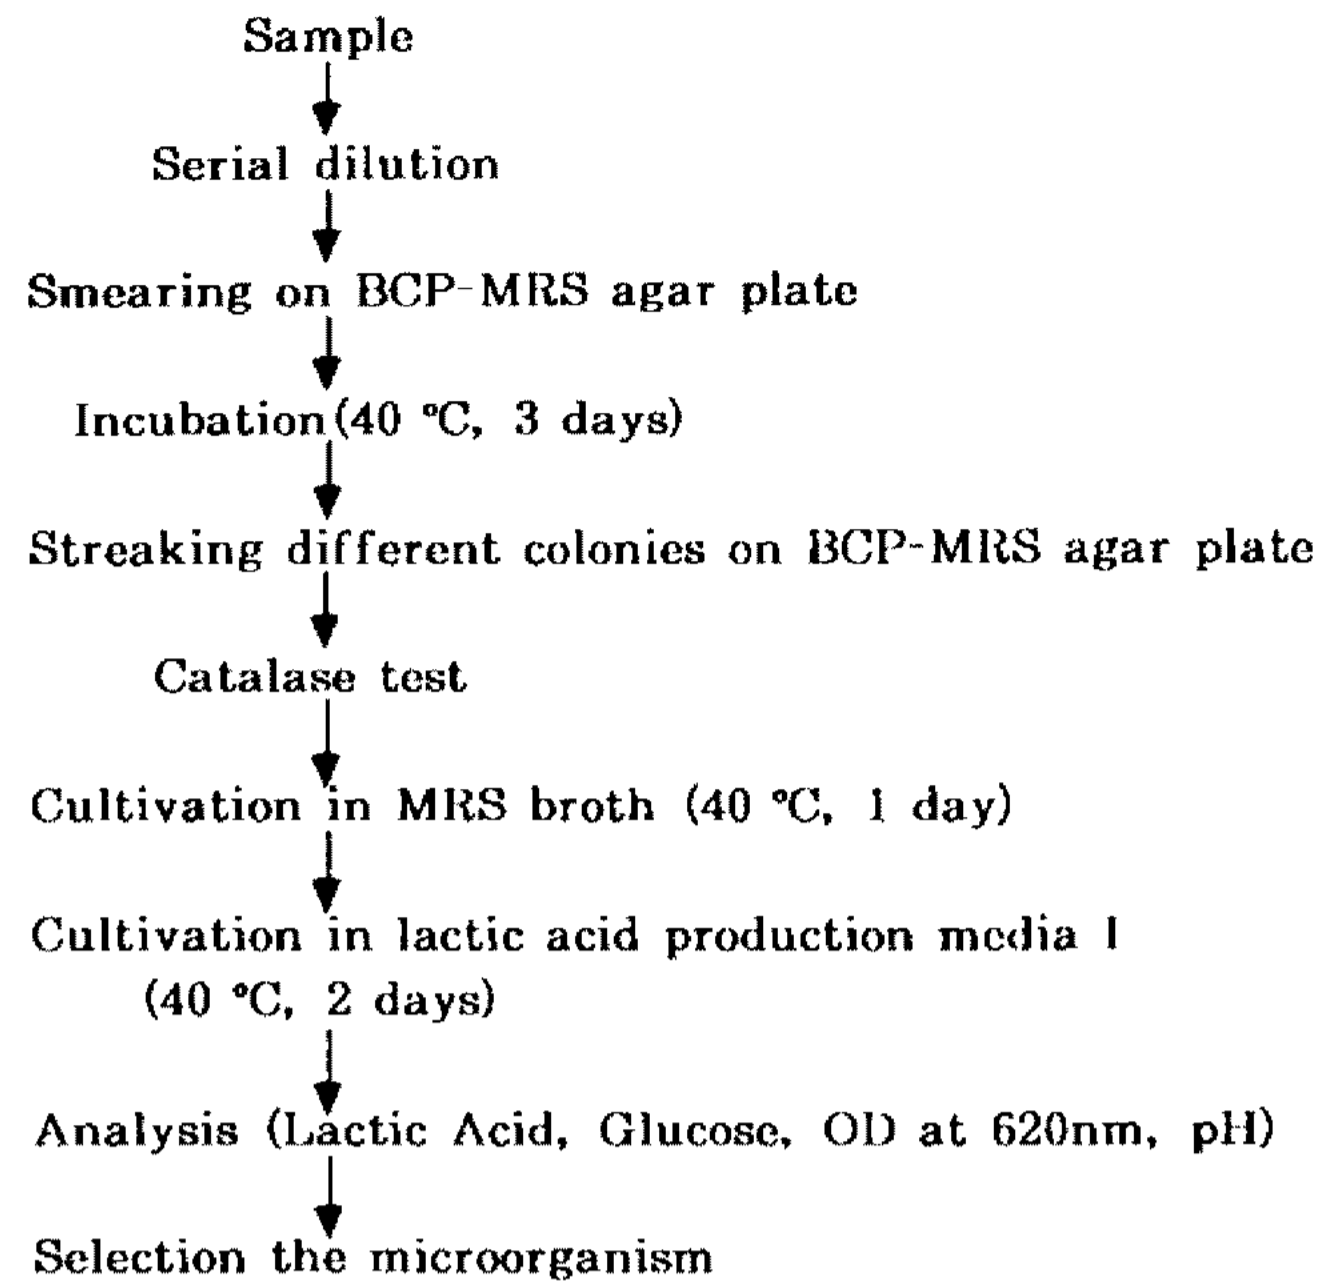 Sample
Serial dilution
Smearing on BCP-MRS agar plate
Incubation(40 ℃, 3 days)
Streaking different colonies on BCP-MRS agar plate
Catalase test
Cultivation in MRS broth (40 ℃, 1 day)
Cultivation in lactic acid production media I
(40 ℃, 2 days)
Analysis (Lactic Acid, Glucose, OD at 620nm, pH)
Selection the microorganism